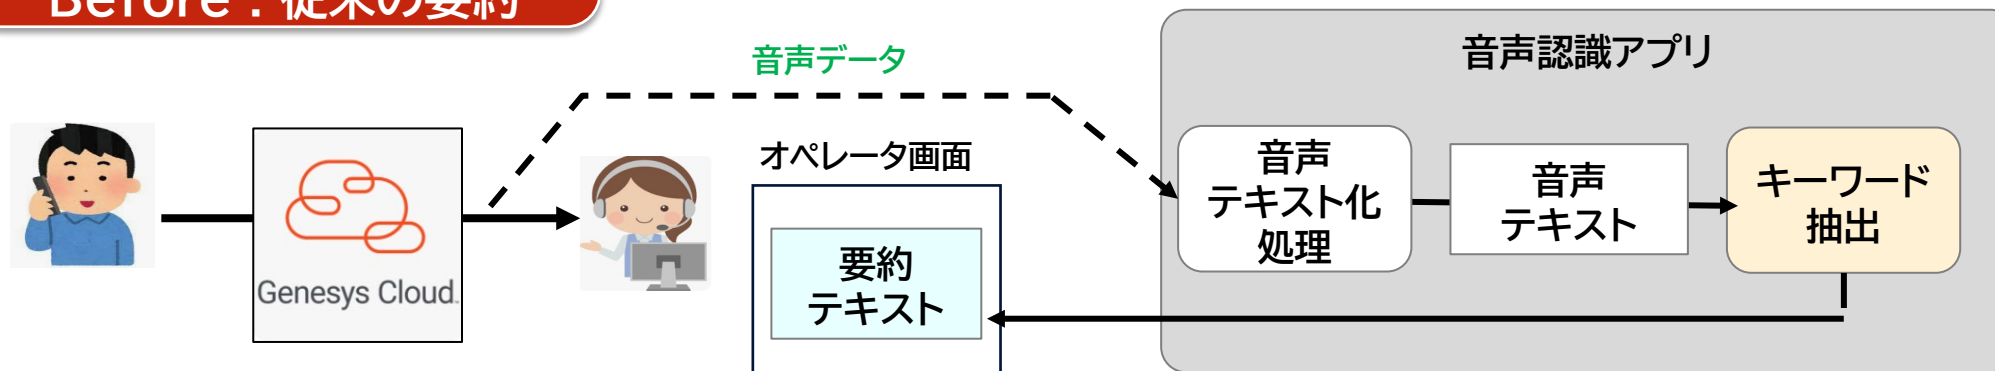 Before：従来の要約
音声データ
音声認識アプリ
オペレータ画面
Genesys Cloud
要約
テキスト
音声
テキスト化
処理
音声
テキスト
キーワード
抽出